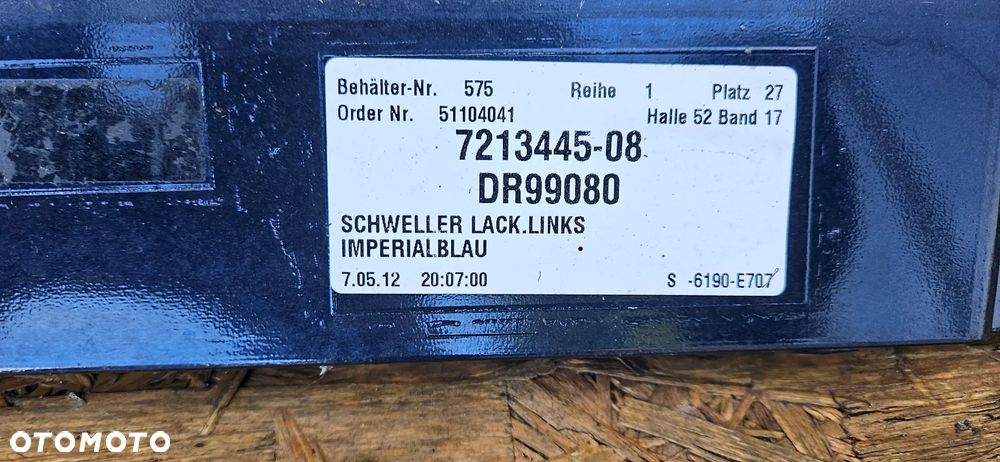 Behälter-Nr. 575 Reihe 1 Platz 27
Order Nr. 51104041 Halle 52 Band 17
7213445-08
DR99080
SCHWELLER LACK.LINKS
IMPERIALBLAU
7.05.12 20:07:00 S -6190-E707
OTOMOTO